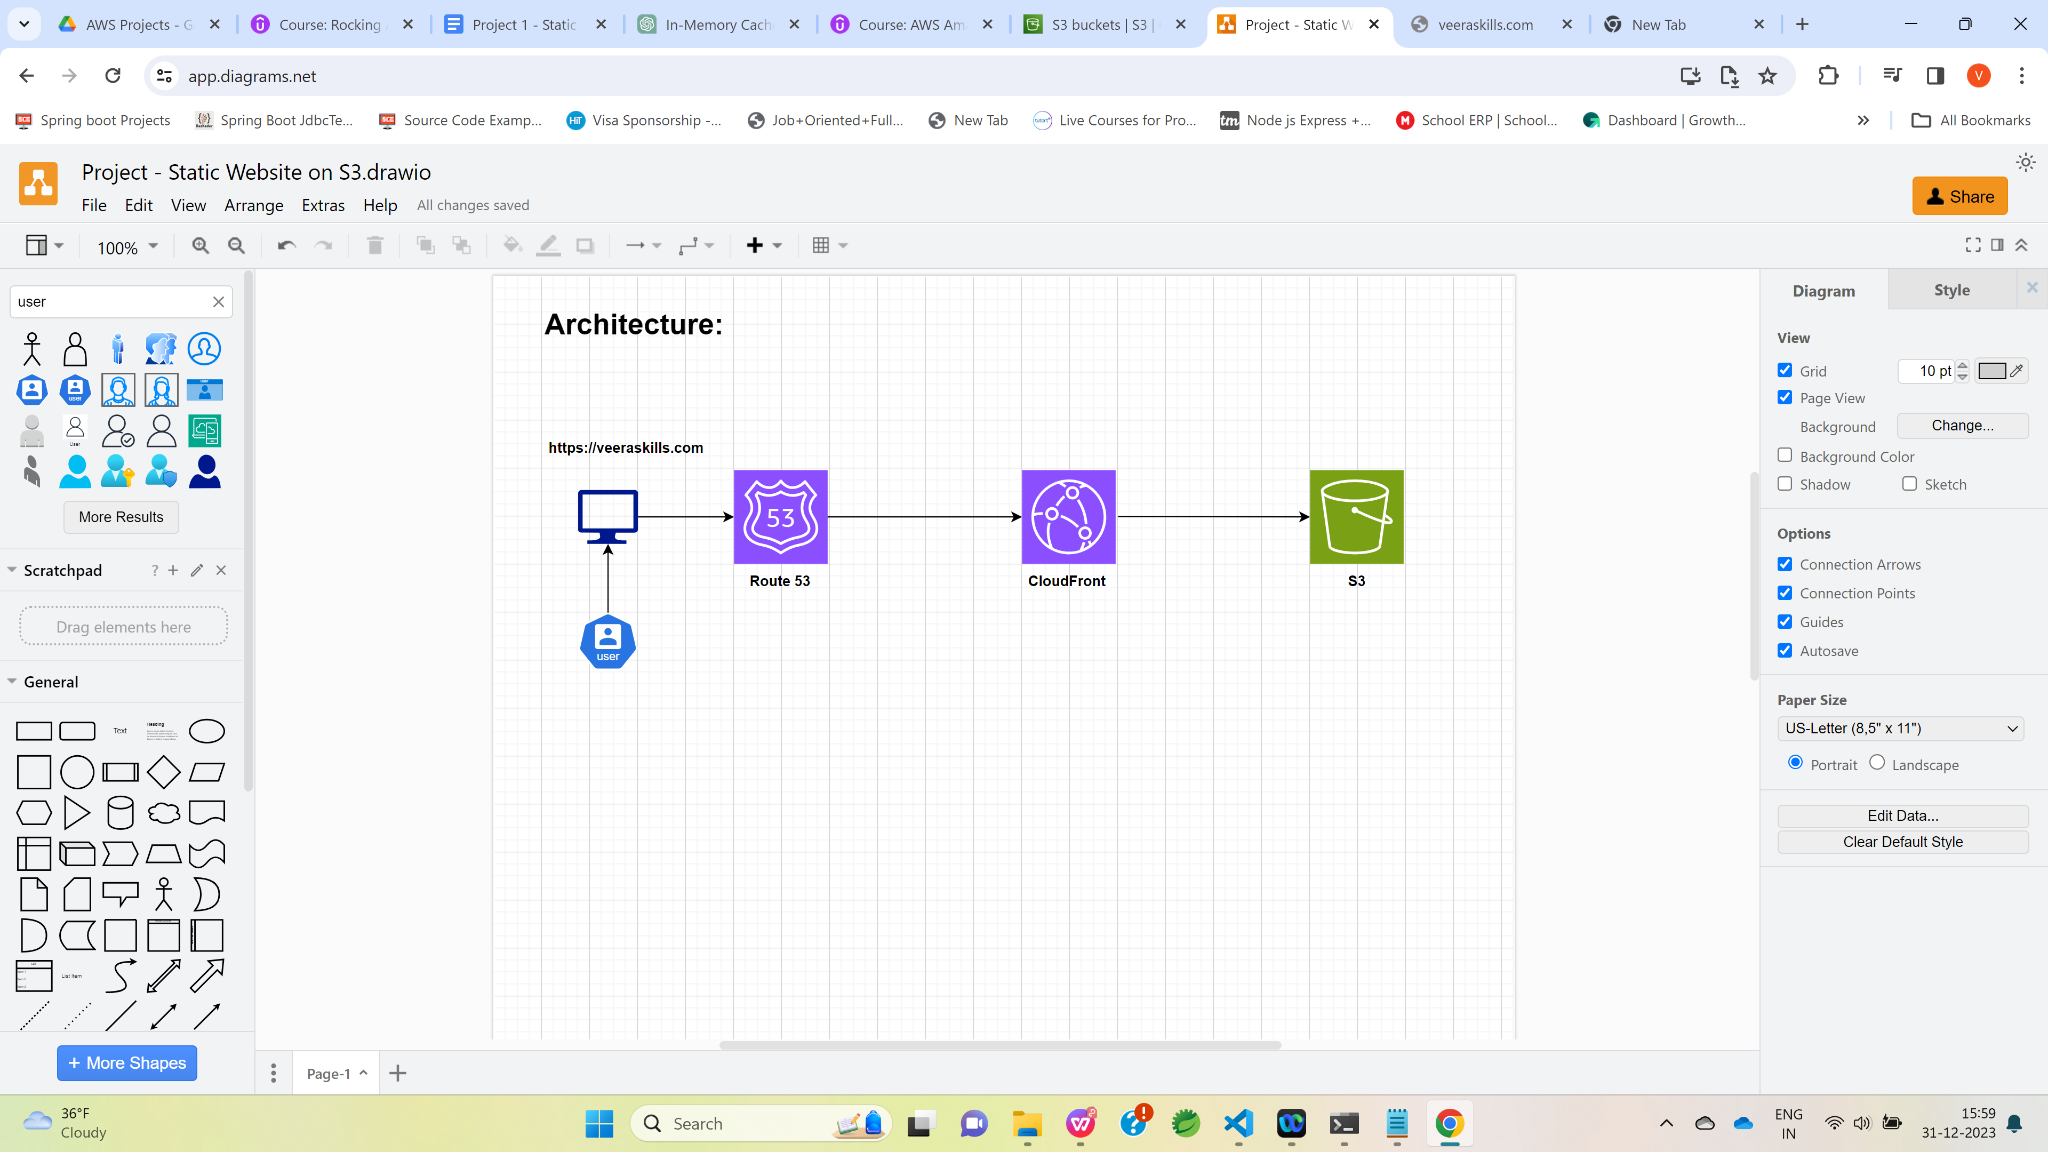 AWS Projects - G
Course: Rocking
Project 1 - Static
In-Memory Cach
Course: AWS Am
S3 buckets | S3 |
Project - Static W
veeraskills.com
New Tab
app.diagrams.net
V
Spring boot Projects
Spring Boot JdbcTe...
Source Code Examp...
Visa Sponsorship -...
Job+Oriented+Full...
New Tab
Live Courses for Pro...
tm
Node js Express +...
M
School ERP | School...
Dashboard | Growth...
All Bookmarks
Project - Static Website on S3.drawio
File Edit View Arrange Extras Help All changes saved
Share
100%
user
More Results
Scratchpad
?
Drag elements here
General
Text
Heading
List Item
+ More Shapes
Architecture:
https://veeraskills.com
53
Route 53
CloudFront
S3
user
Page-1
Diagram
Style
View
Grid
10 pt
Page View
Background
Change...
Background Color
Shadow
Sketch
Options
Connection Arrows
Connection Points
Guides
Autosave
Paper Size
US-Letter (8,5" x 11")
Portrait
Landscape
Edit Data...
Clear Default Style
36°F
Cloudy
Search
ENG
IN
15:59
31-12-2023